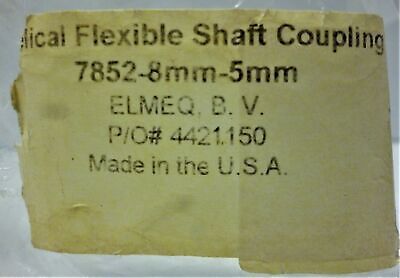 lical Flexible Shaft Coupling
7852-8mm-5mm
ELMEQ, B. V.
P/O# 4421.150
Made in the U.S.A.